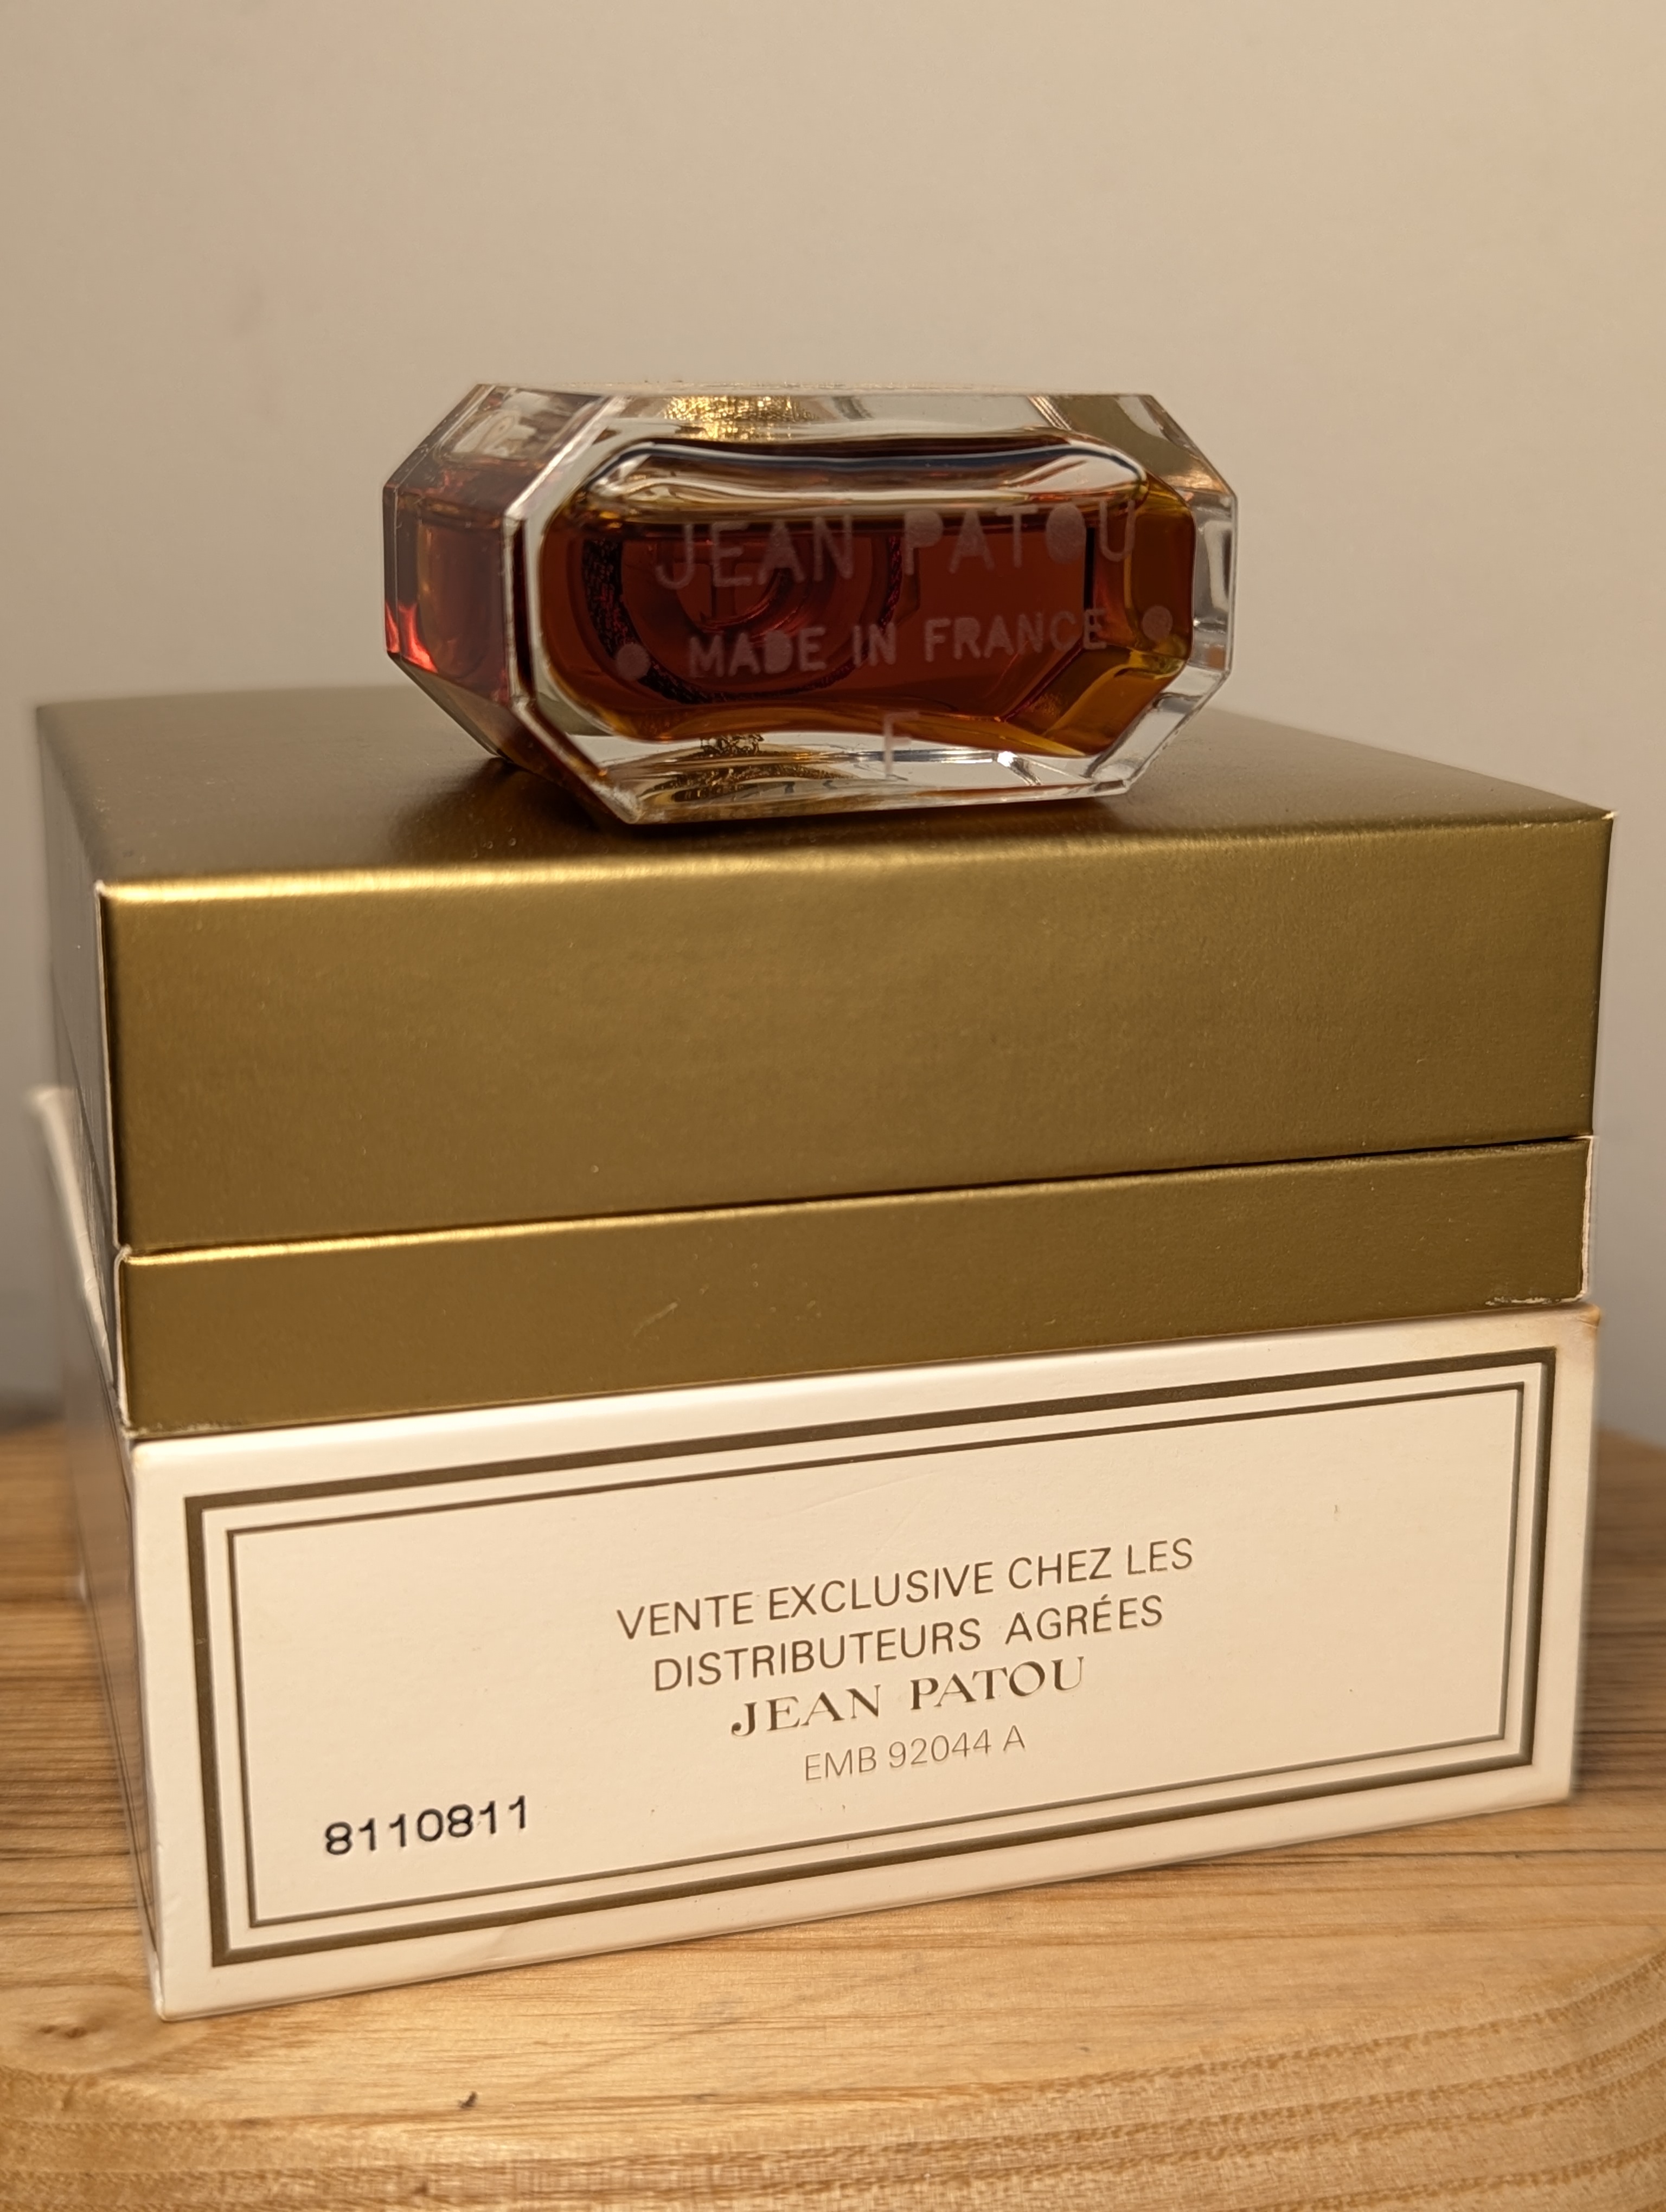 JEAN PATOU
MADE IN FRANCE
F
VENTE EXCLUSIVE CHEZ LES
DISTRIBUTEURS AGRÉES
JEAN PATOU
EMB 92044 A
8110811